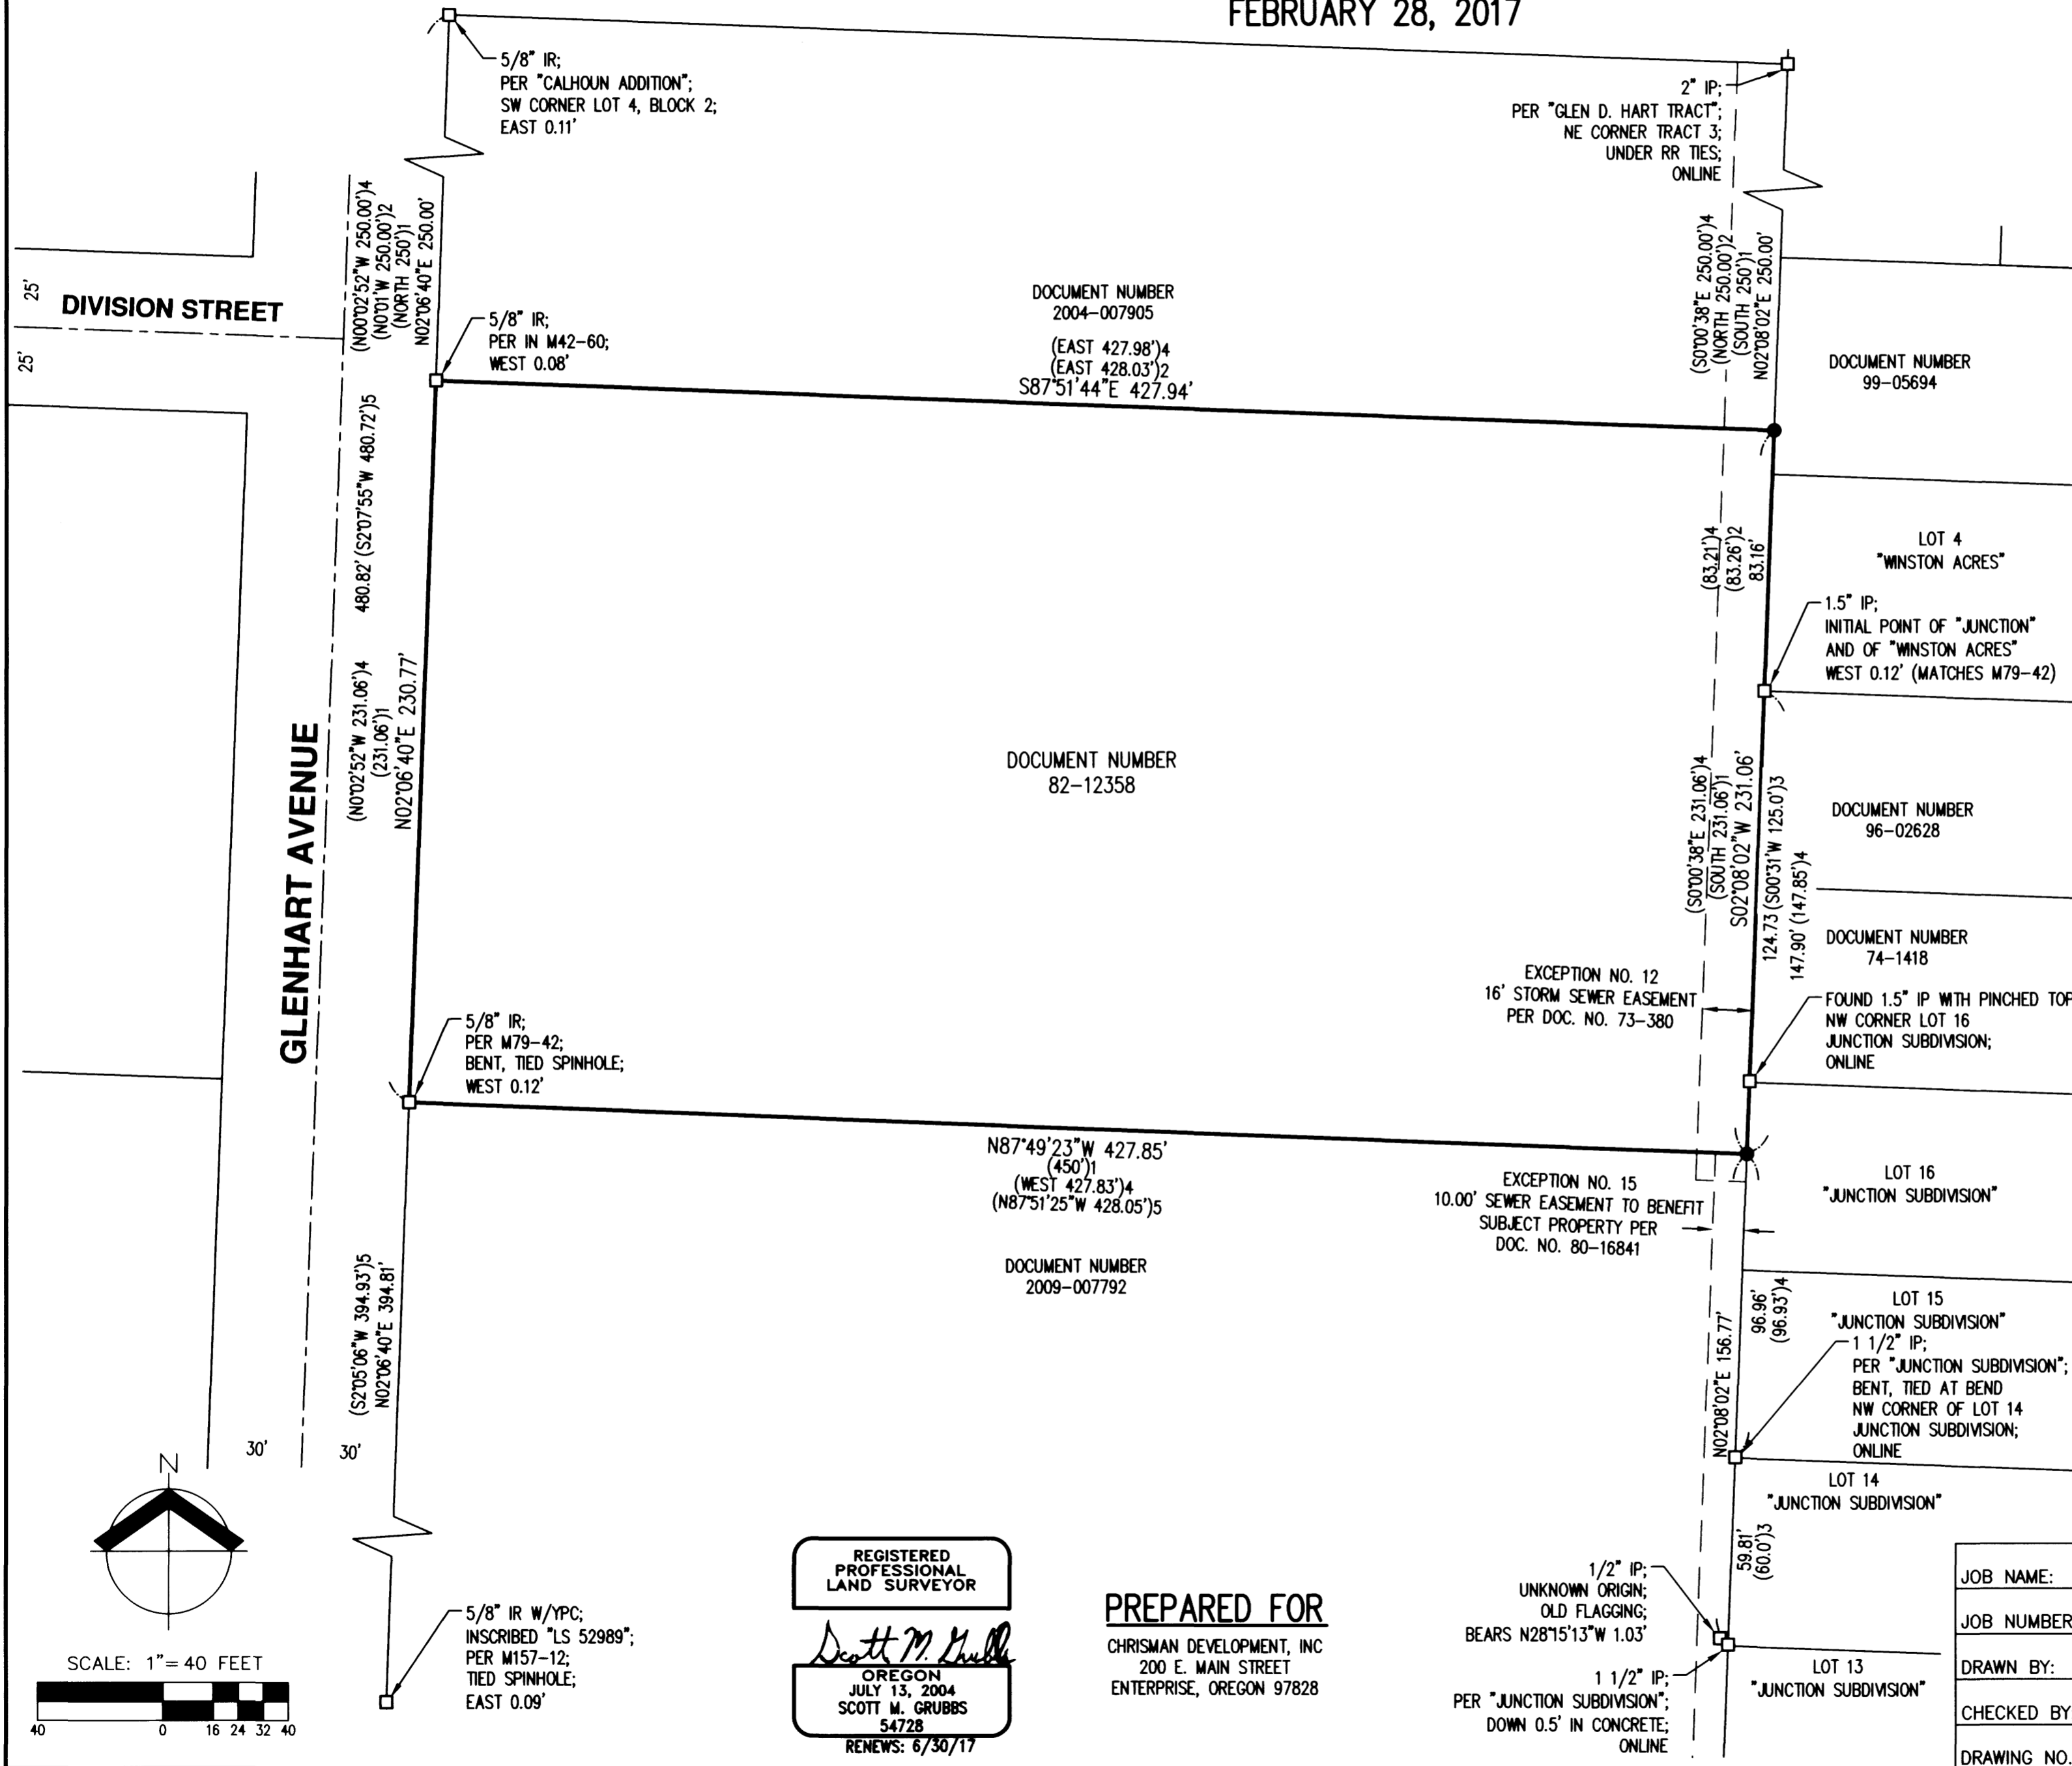 FEBRUARY 28, 2017
5/8" IR;
PER "CALHOUN ADDITION";
SW CORNER LOT 4, BLOCK 2;
EAST 0.11'
2" IP;
PER "GLEN D. HART TRACT";
NE CORNER TRACT 3;
UNDER RR TIES;
ONLINE
25'
DIVISION STREET
25'
(N00°02'52"W 250.00')4
(N0°01'W 250.00')2
(NORTH 250')1
N02°06'40"E 250.00'
5/8" IR;
PER IN M42-60;
WEST 0.08'
DOCUMENT NUMBER
2004-007905
(EAST 427.98')4
(EAST 428.03')2
S87°51'44"E 427.94'
(S0°00'38"E 250.00')4
(NORTH 250.00')2
(SOUTH 250')1
N02°08'02"E 250.00'
DOCUMENT NUMBER
99-05694
480.82' (S2°07'55"W 480.72')5
(83.21')4
(83.26')2
83.16'
LOT 4
"WINSTON ACRES"
1.5" IP;
INITIAL POINT OF "JUNCTION"
AND OF "WINSTON ACRES"
WEST 0.12' (MATCHES M79-42)
GLENHART AVENUE
(N0°02'52"W 231.06')4
(231.06')1
N02°06'40"E 230.77'
DOCUMENT NUMBER
82-12358
(S0°00'38"E 231.06')4
(SOUTH 231.06')1
S02°08'02"W 231.06'
124.73 (S00°31'W 125.0')3
147.90' (147.85')4
DOCUMENT NUMBER
96-02628
DOCUMENT NUMBER
74-1418
EXCEPTION NO. 12
16' STORM SEWER EASEMENT
PER DOC. NO. 73-380
FOUND 1.5" IP WITH PINCHED TOP
NW CORNER LOT 16
JUNCTION SUBDIVISION;
ONLINE
5/8" IR;
PER M79-42;
BENT, TIED SPINHOLE;
WEST 0.12'
N87°49'23"W 427.85'
(450')1
(WEST 427.83')4
(N87°51'25"W 428.05')5
EXCEPTION NO. 15
10.00' SEWER EASEMENT TO BENEFIT
SUBJECT PROPERTY PER
DOC. NO. 80-16841
LOT 16
"JUNCTION SUBDIVISION"
DOCUMENT NUMBER
2009-007792
(S2°05'06"W 394.93')5
N02°06'40"E 394.81'
N02°08'02"E 156.77'
96.96'
(96.93')4
LOT 15
"JUNCTION SUBDIVISION"
1 1/2" IP;
PER "JUNCTION SUBDIVISION";
BENT, TIED AT BEND
NW CORNER OF LOT 14
JUNCTION SUBDIVISION;
ONLINE
30'
30'
N
LOT 14
"JUNCTION SUBDIVISION"
59.81'
(60.0')3
1/2" IP;
UNKNOWN ORIGIN;
OLD FLAGGING;
BEARS N28°15'13"W 1.03'
1 1/2" IP;
PER "JUNCTION SUBDIVISION";
DOWN 0.5' IN CONCRETE;
ONLINE
LOT 13
"JUNCTION SUBDIVISION"
5/8" IR W/YPC;
INSCRIBED "LS 52989";
PER M157-12;
TIED SPINHOLE;
EAST 0.09'
SCALE: 1"= 40 FEET
40 0 16 24 32 40
REGISTERED
PROFESSIONAL
LAND SURVEYOR
Scott M. Grubbs
OREGON
JULY 13, 2004
SCOTT M. GRUBBS
54728
RENEWS: 6/30/17
PREPARED FOR
CHRISMAN DEVELOPMENT, INC
200 E. MAIN STREET
ENTERPRISE, OREGON 97828
JOB NAME:
JOB NUMBER
DRAWN BY:
CHECKED BY
DRAWING NO.